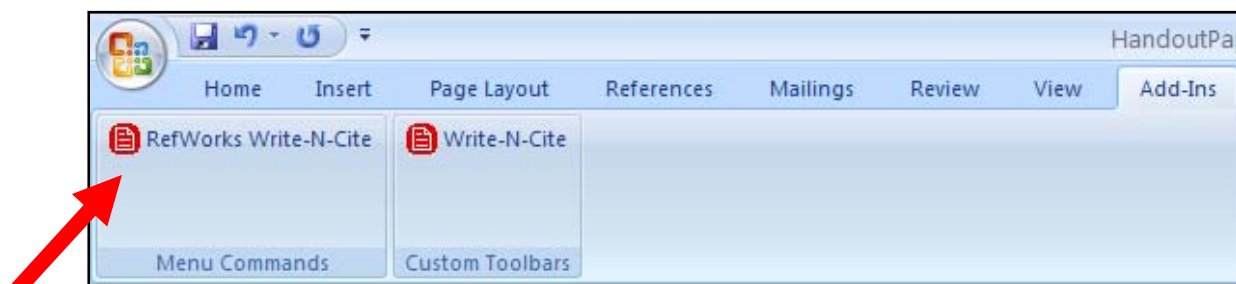 HandoutPa
Home Insert Page Layout References Mailings Review View Add-Ins
RefWorks Write-N-Cite Write-N-Cite
Menu Commands Custom Toolbars